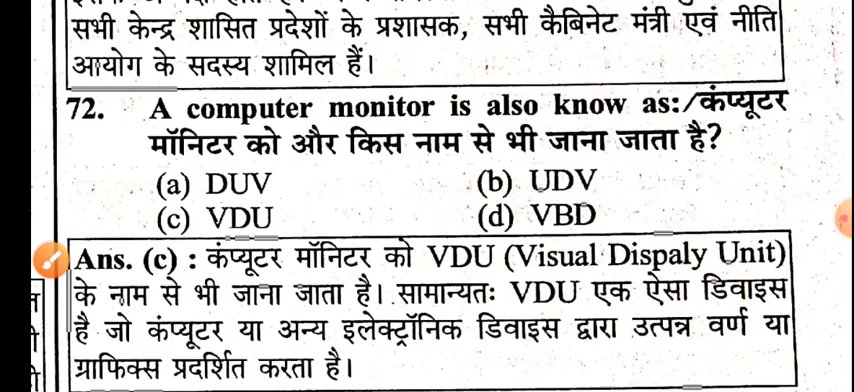 सभी केन्द्र शासित प्रदेशों के प्रशासक, सभी कैबिनेट मंत्री एवं नीति
आयोग के सदस्य शामिल हैं।
72. A computer monitor is also know as:/कंप्यूटर
मॉनिटर को और किस नाम से भी जाना जाता है?
(a) DUV (b) UDV
(c) VDU (d) VBD
Ans. (c) : कंप्यूटर मॉनिटर को VDU (Visual Dispaly Unit)
के नाम से भी जाना जाता है। सामान्यतः VDU एक ऐसा डिवाइस
है जो कंप्यूटर या अन्य इलेक्ट्रॉनिक डिवाइस द्वारा उत्पन्न वर्ण या
ग्राफिक्स प्रदर्शित करता है।